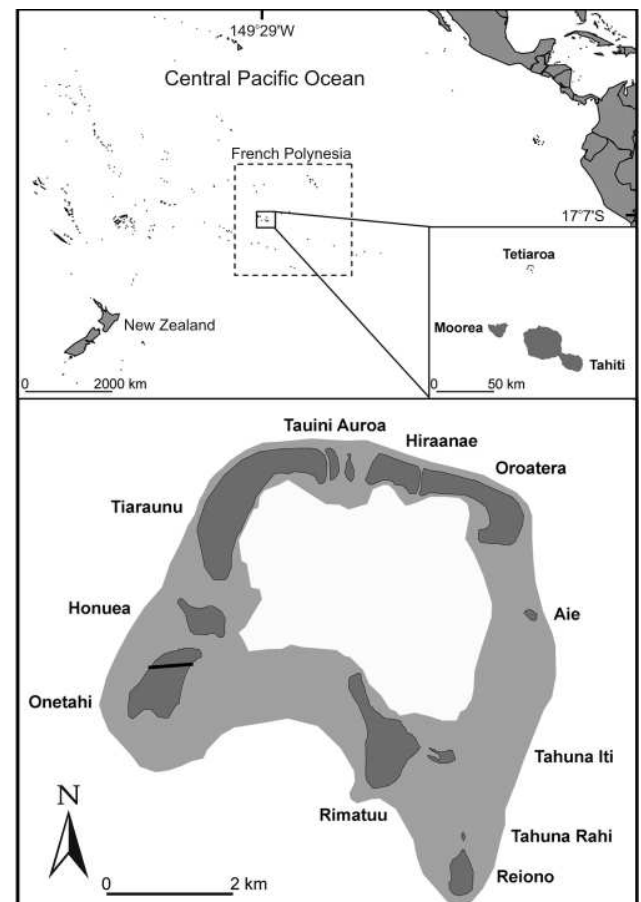 149°29'W
Central Pacific Ocean
French Polynesia
17°7'S
Tetiaroa
New Zealand
Moorea
Tahiti
0 2000 km
0 50 km
Tauini Auroa
Hiraanae
Oroatera
Tiaraunu
Honuea
Aie
Onetahi
Tahuna Iti
Rimatuu
Tahuna Rahi
Reiono
N
0 2 km